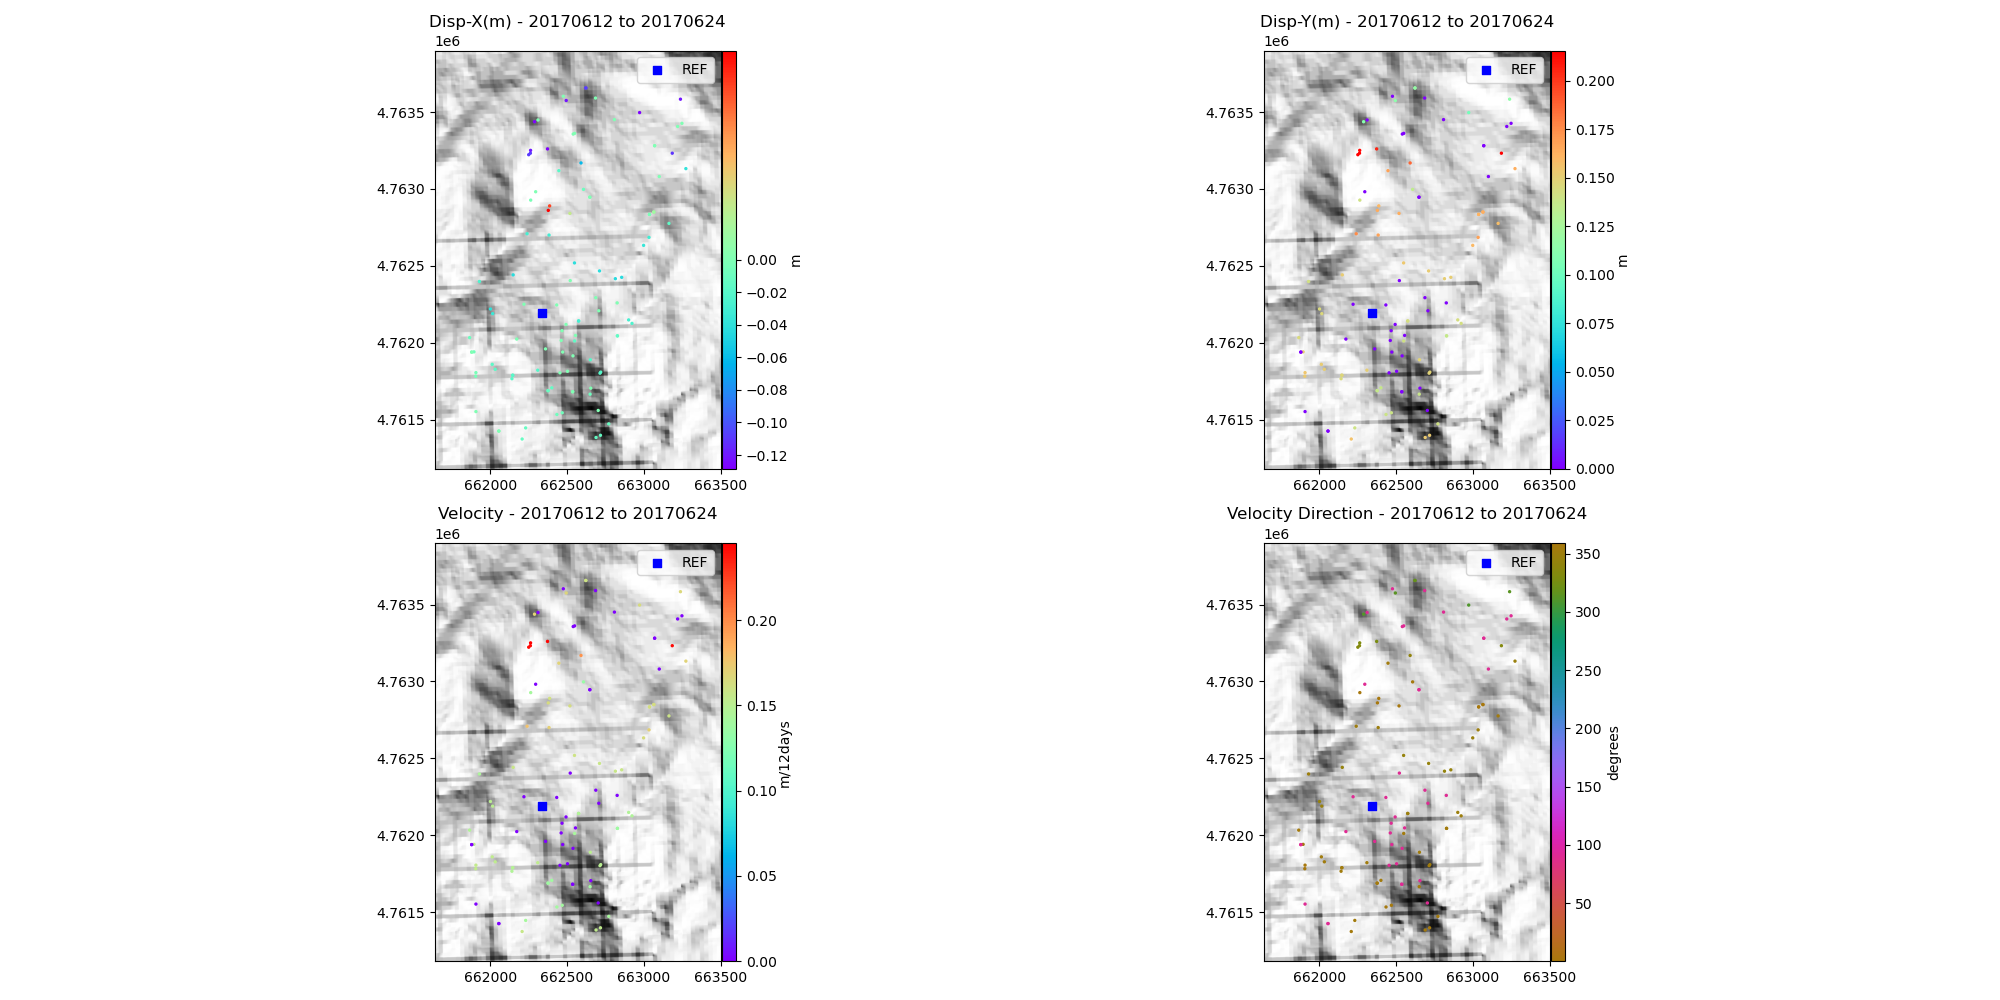 Disp-X(m) - 20170612 to 20170624
1e6
REF
4.7635
4.7630
4.7625
4.7620
4.7615
662000 662500 663000 663500
0.00
−0.02
−0.04
−0.06
−0.08
−0.10
−0.12
m
Disp-Y(m) - 20170612 to 20170624
1e6
REF
4.7635
4.7630
4.7625
4.7620
4.7615
662000 662500 663000 663500
0.200
0.175
0.150
0.125
0.100
0.075
0.050
0.025
0.000
m
Velocity - 20170612 to 20170624
1e6
REF
4.7635
4.7630
4.7625
4.7620
4.7615
662000 662500 663000 663500
0.20
0.15
0.10
0.05
0.00
m/12days
Velocity Direction - 20170612 to 20170624
1e6
REF
4.7635
4.7630
4.7625
4.7620
4.7615
662000 662500 663000 663500
350
300
250
200
150
100
50
degrees